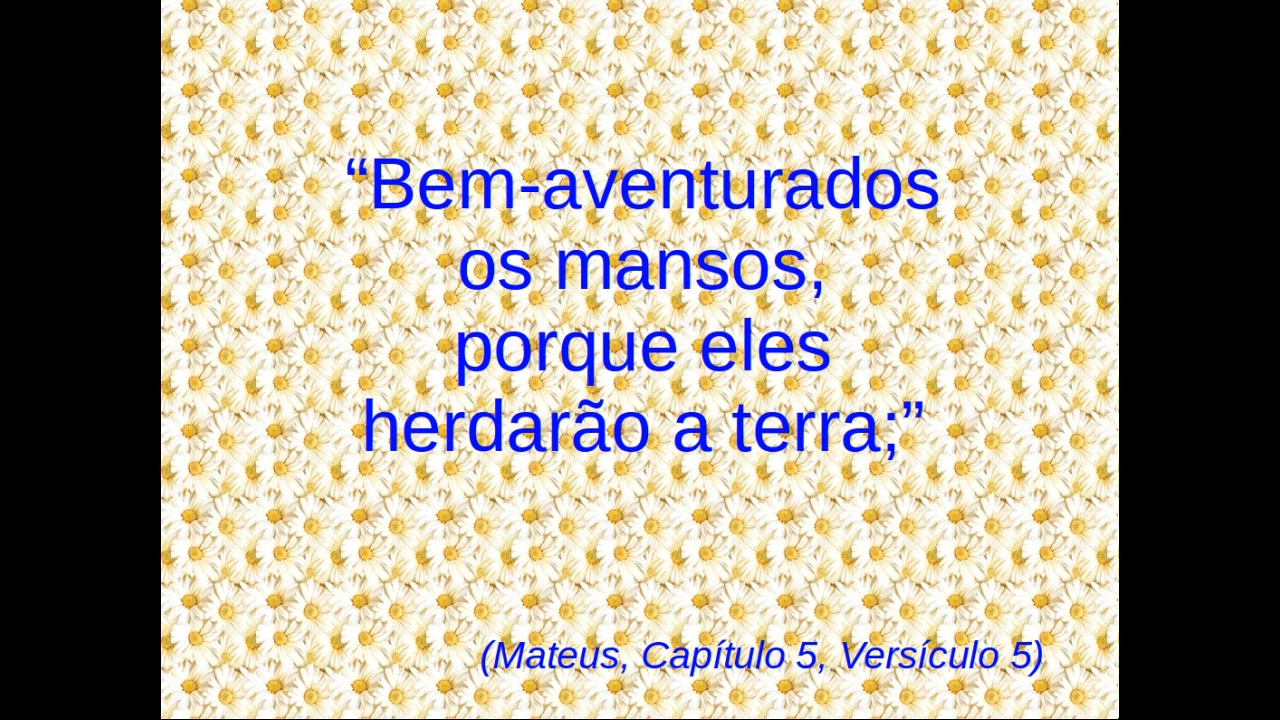 “Bem-aventurados
os mansos,
porque eles
herdarão a terra;”
(Mateus, Capítulo 5, Versículo 5)